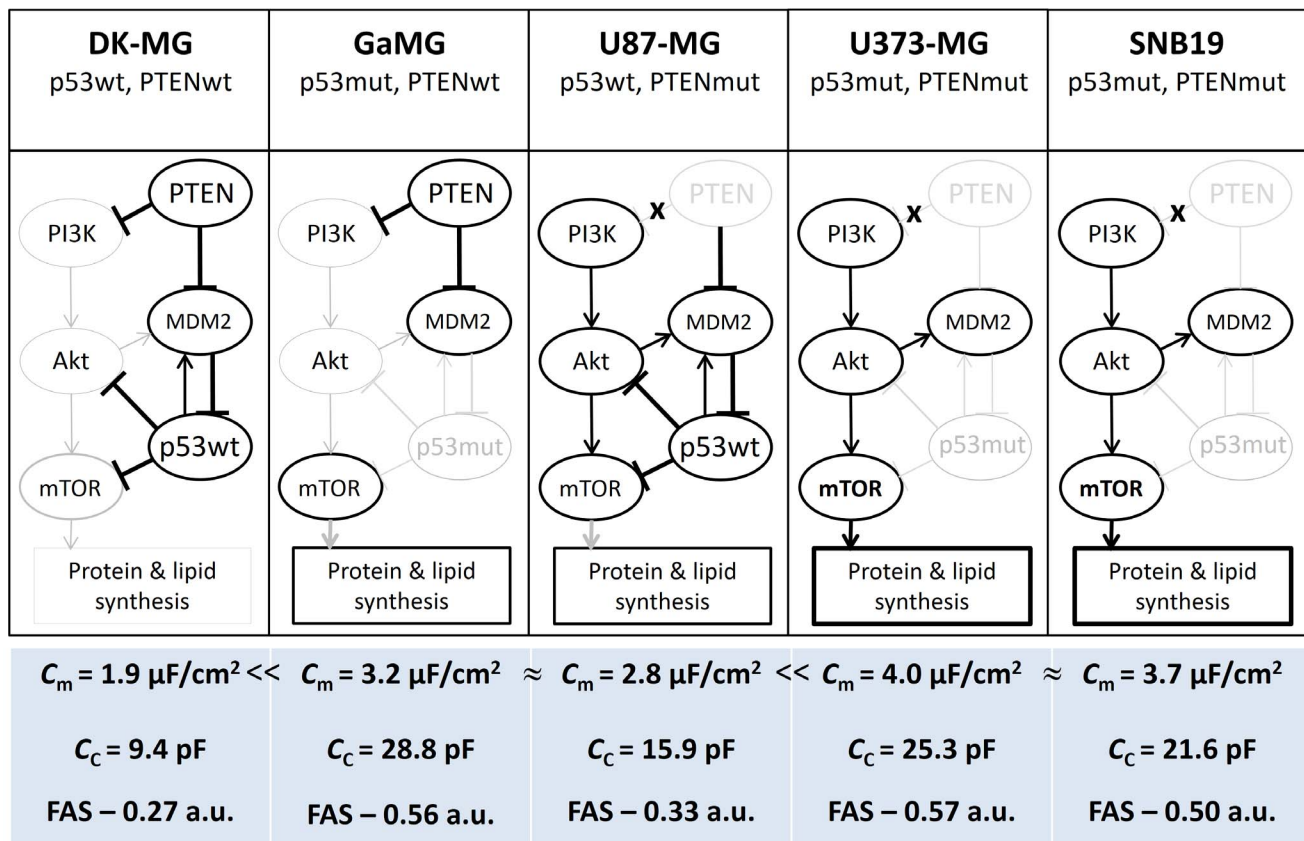 DK-MG
p53wt, PTENwt
GaMG
p53mut, PTENwt
U87-MG
p53wt, PTENmut
U373-MG
p53mut, PTENmut
SNB19
p53mut, PTENmut
PTEN
PI3K
MDM2
Akt
p53wt
mTOR
Protein & lipid
synthesis
PTEN
PI3K
MDM2
Akt
p53mut
mTOR
Protein & lipid
synthesis
x
PTEN
PI3K
MDM2
Akt
p53wt
mTOR
Protein & lipid
synthesis
x
PTEN
PI3K
MDM2
Akt
p53mut
mTOR
Protein & lipid
synthesis
x
PTEN
PI3K
MDM2
Akt
p53mut
mTOR
Protein & lipid
synthesis
Cm = 1.9 μF/cm² << Cm = 3.2 μF/cm² ≈ Cm = 2.8 μF/cm² << Cm = 4.0 μF/cm² ≈ Cm = 3.7 μF/cm²
CC = 9.4 pF CC = 28.8 pF CC = 15.9 pF CC = 25.3 pF CC = 21.6 pF
FAS – 0.27 a.u. FAS – 0.56 a.u. FAS – 0.33 a.u. FAS – 0.57 a.u. FAS – 0.50 a.u.